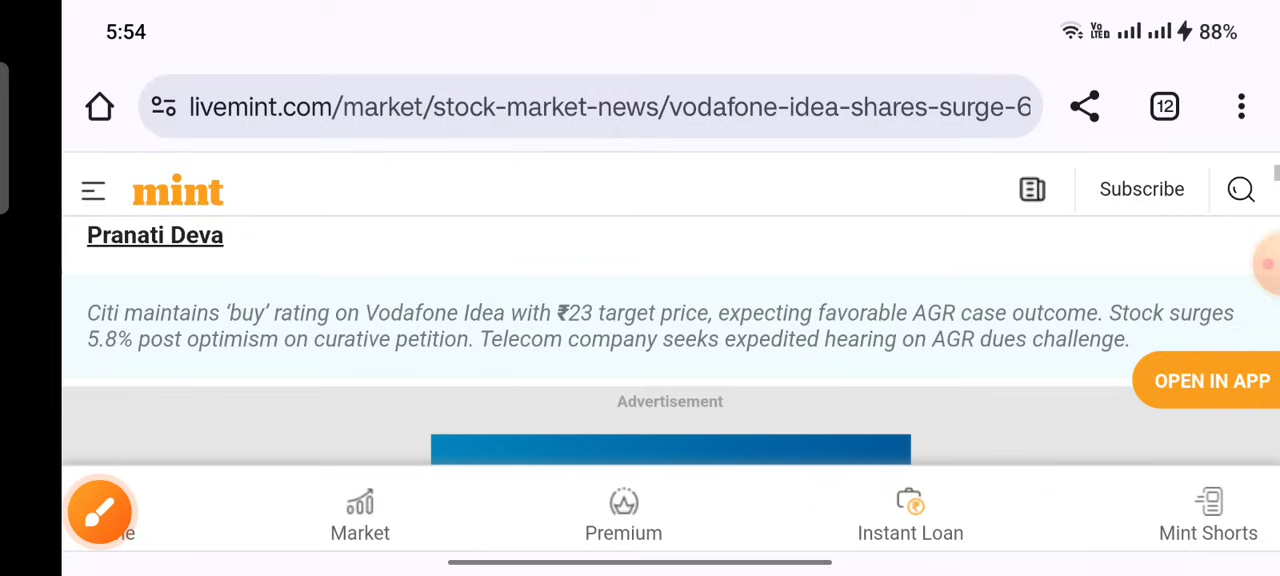 5:54
Vo LTED 88%
livemint.com/market/stock-market-news/vodafone-idea-shares-surge-6
12
mint
Subscribe
Pranati Deva
Citi maintains ‘buy’ rating on Vodafone Idea with ₹23 target price, expecting favorable AGR case outcome. Stock surges
5.8% post optimism on curative petition. Telecom company seeks expedited hearing on AGR dues challenge.
OPEN IN APP
Advertisement
Market
Premium
Instant Loan
Mint Shorts